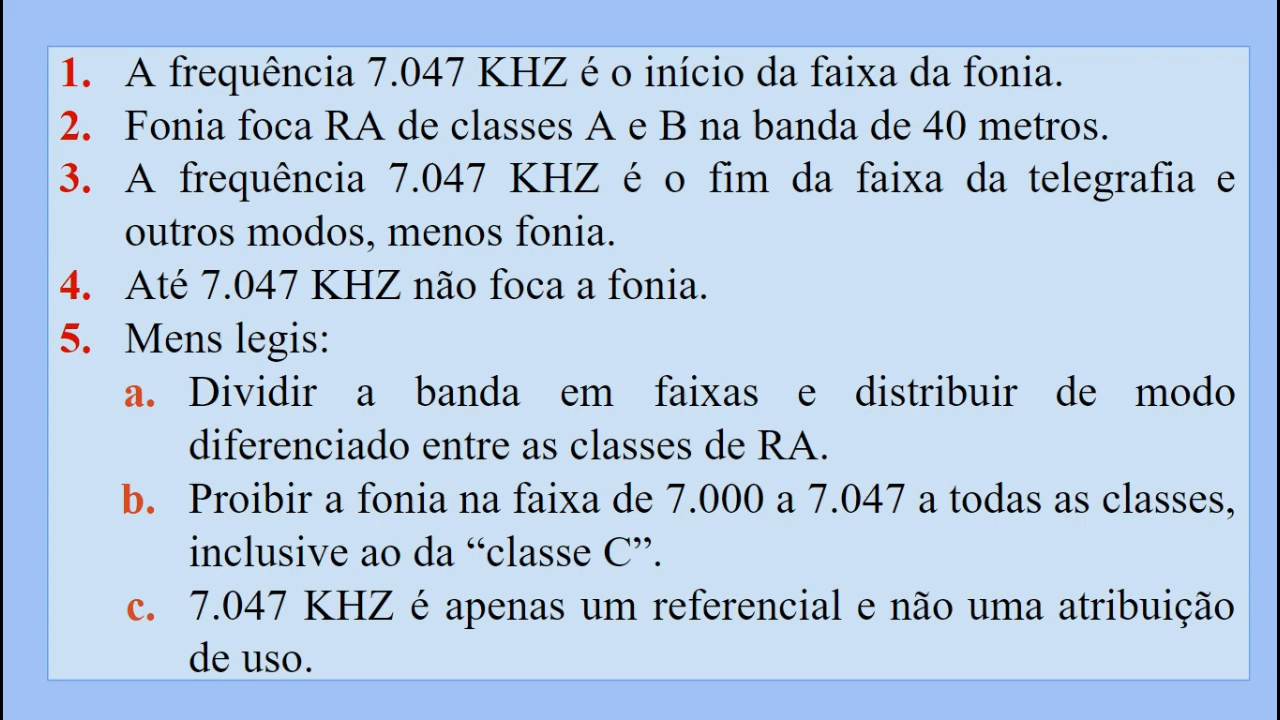 1. A frequência 7.047 KHZ é o início da faixa da fonia.
2. Fonia foca RA de classes A e B na banda de 40 metros.
3. A frequência 7.047 KHZ é o fim da faixa da telegrafia e
outros modos, menos fonia.
4. Até 7.047 KHZ não foca a fonia.
5. Mens legis:
a. Dividir a banda em faixas e distribuir de modo
diferenciado entre as classes de RA.
b. Proibir a fonia na faixa de 7.000 a 7.047 a todas as classes,
inclusive ao da “classe C”.
c. 7.047 KHZ é apenas um referencial e não uma atribuição
de uso.